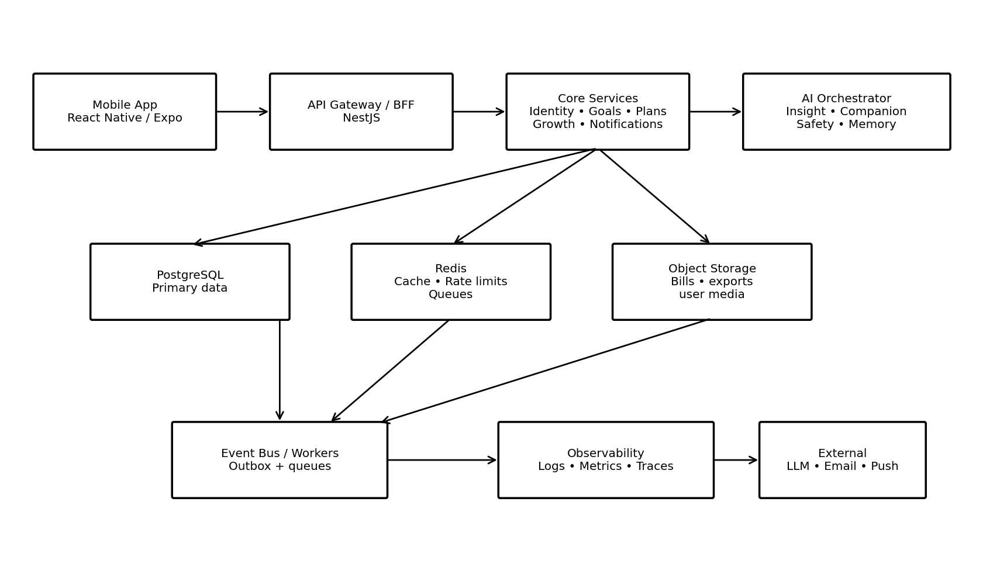 Mobile App
React Native / Expo
API Gateway / BFF
NestJS
Core Services
Identity • Goals • Plans
Growth • Notifications
AI Orchestrator
Insight • Companion
Safety • Memory
PostgreSQL
Primary data
Redis
Cache • Rate limits
Queues
Object Storage
Bills • exports
user media
Event Bus / Workers
Outbox + queues
Observability
Logs • Metrics • Traces
External
LLM • Email • Push